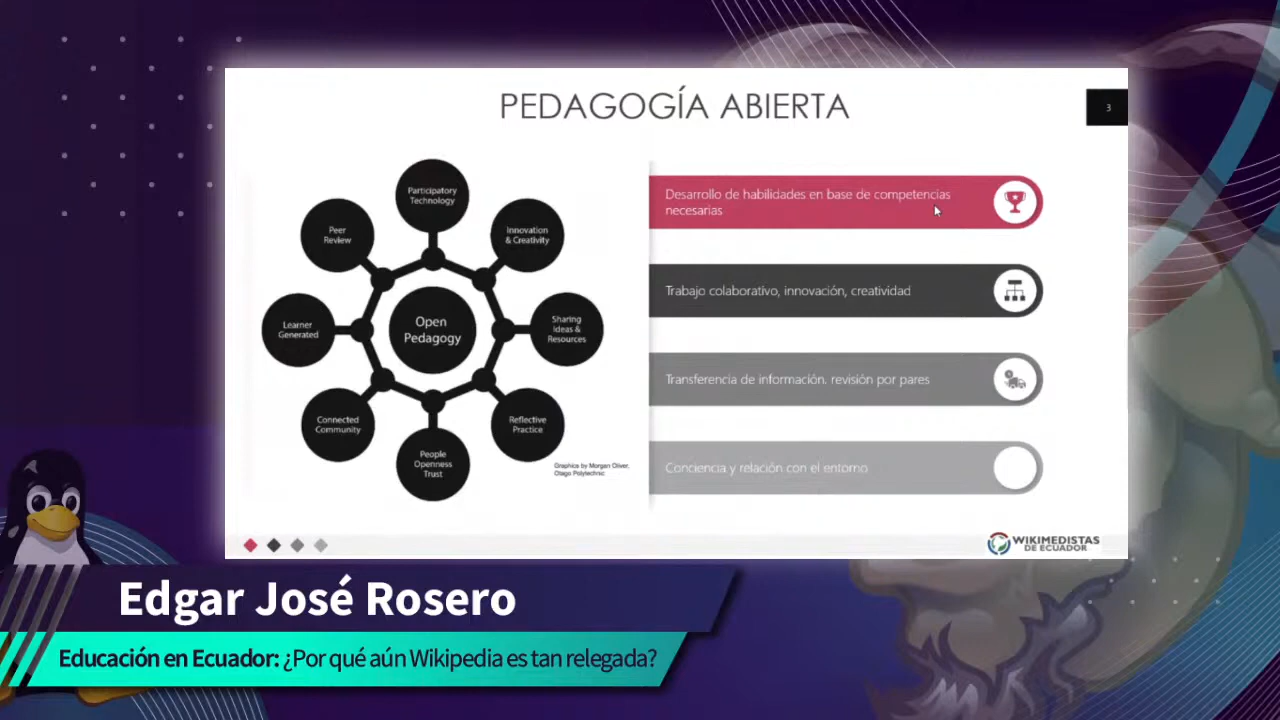 PEDAGOGÍA ABIERTA
3
Participatory
Technology
Peer
Review
Innovation
& Creativity
Learner
Generated
Open
Pedagogy
Sharing
Ideas &
Resources
Connected
Community
Reflective
Practice
People
Openness
Trust
Graphics by Morgan Oliver,
Otago Polytechnic
Desarrollo de habilidades en base de competencias
necesarias
Trabajo colaborativo, innovación, creatividad
Transferencia de información. revisión por pares
Conciencia y relación con el entorno
WIKIMEDISTAS
DE ECUADOR
Edgar José Rosero
Educación en Ecuador: ¿Por qué aún Wikipedia es tan relegada?